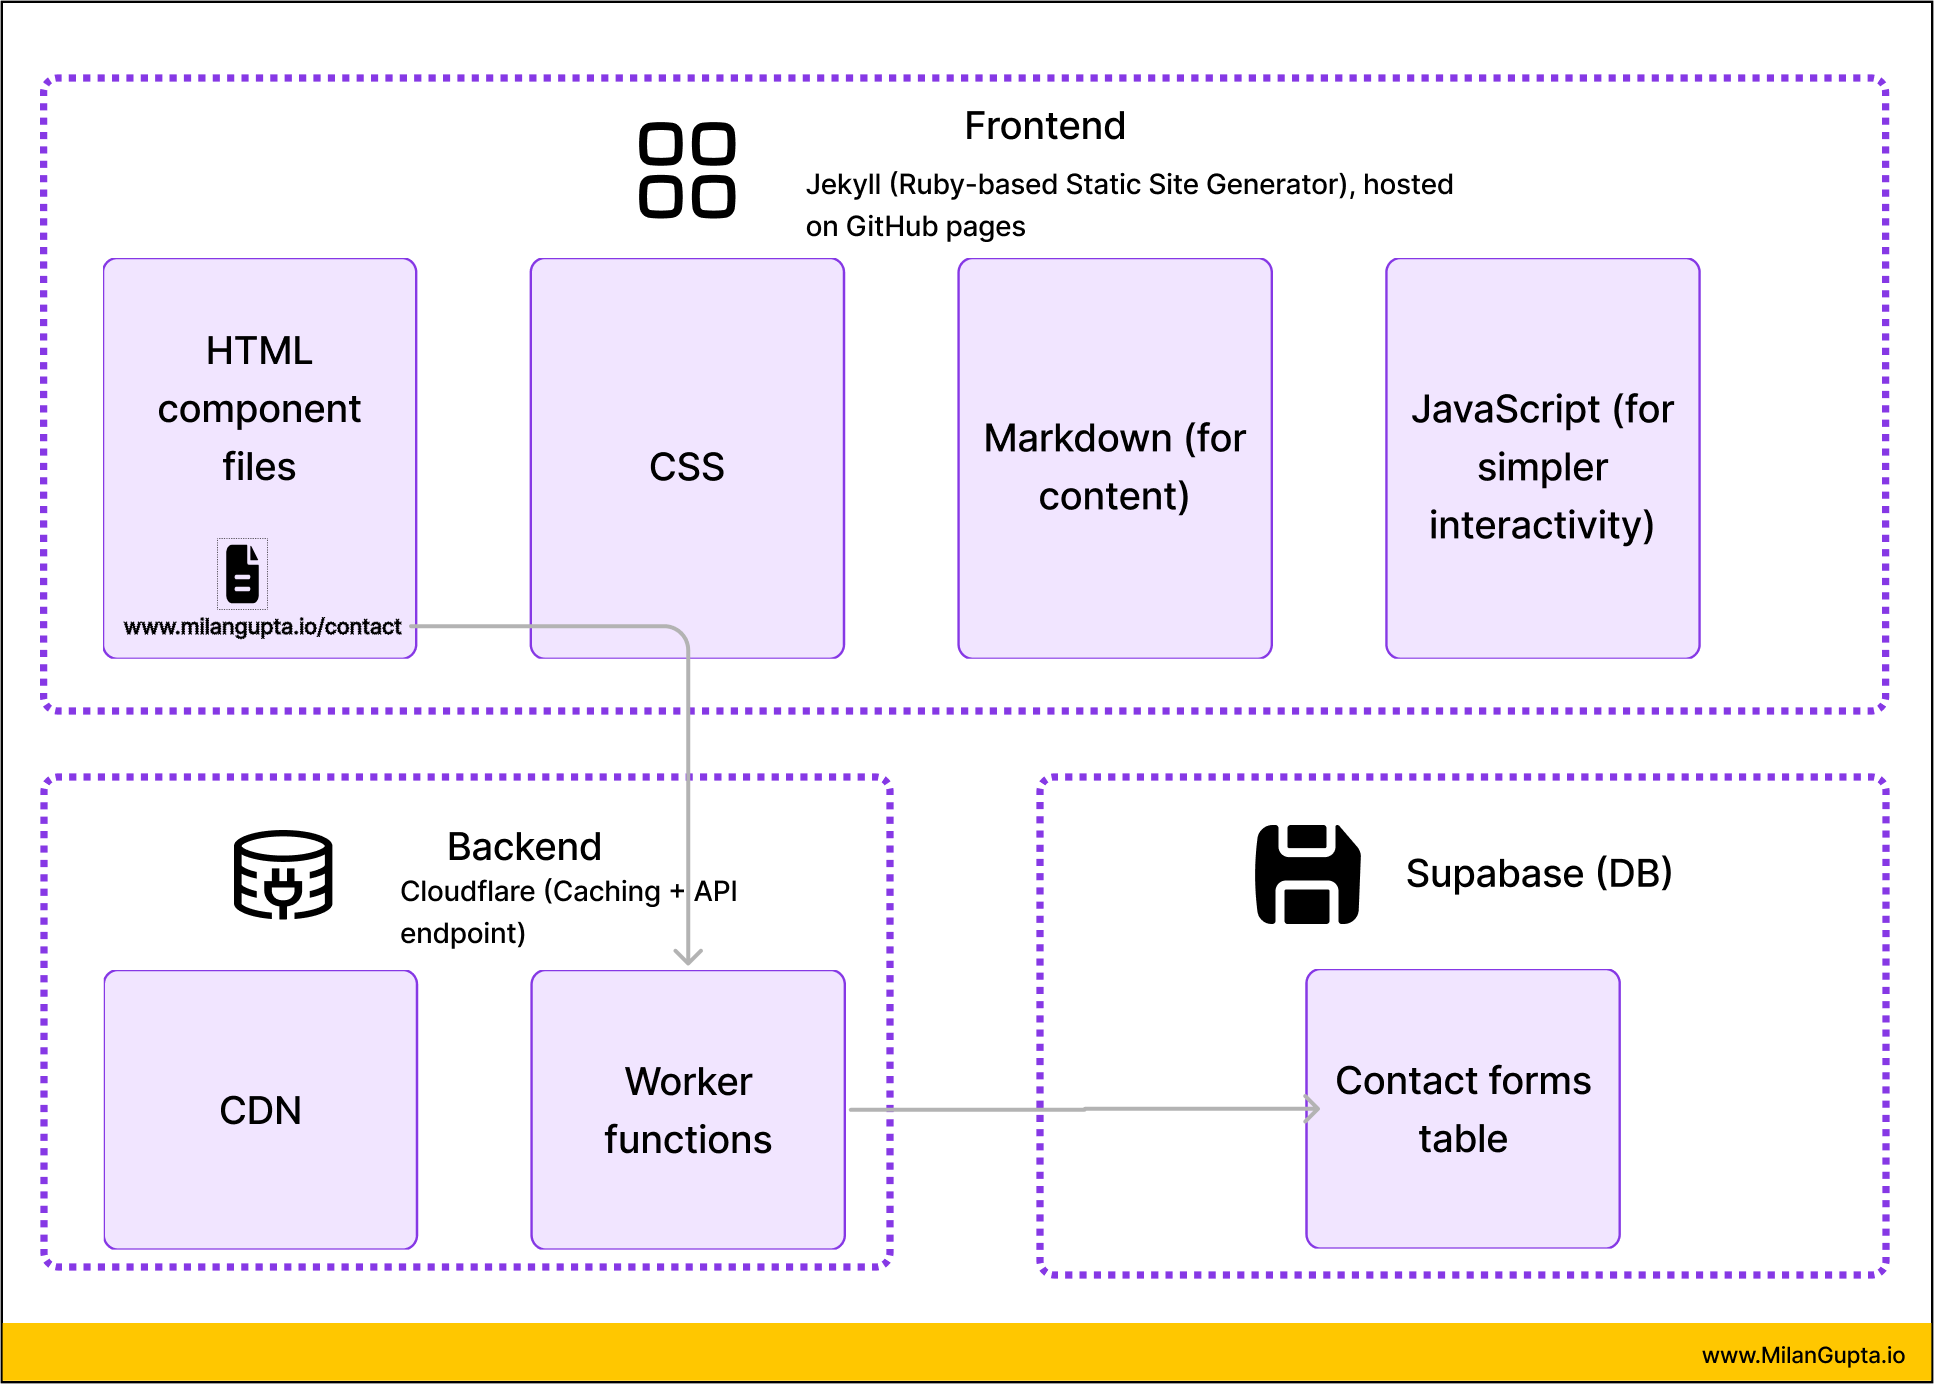 Frontend
Jekyll (Ruby-based Static Site Generator), hosted
on GitHub pages
HTML
component
files
www.milangupta.io/contact
CSS
Markdown (for
content)
JavaScript (for
simpler
interactivity)
Backend
Cloudflare (Caching + API
endpoint)
CDN
Worker
functions
Supabase (DB)
Contact forms
table
www.MilanGupta.io